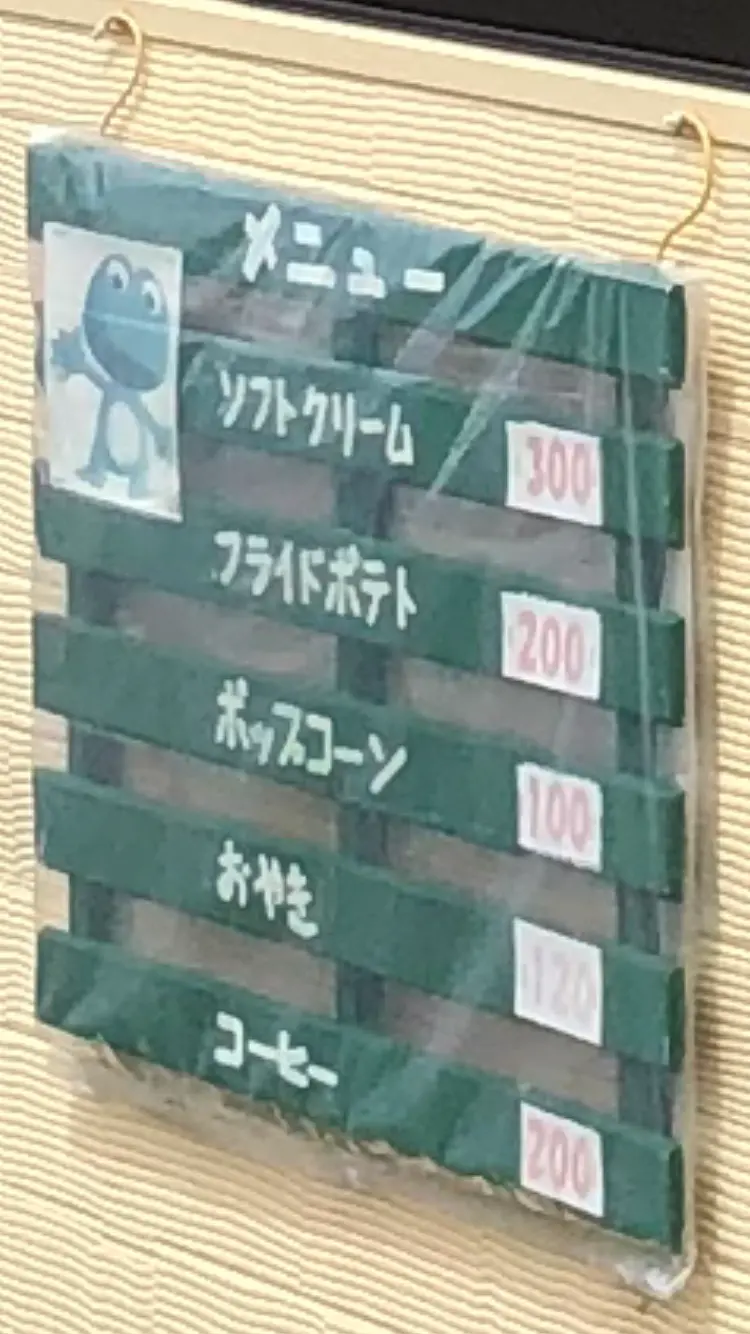 メニュー
ソフトクリーム 300
フライドポテト 200
ポップコーン 100
おやき 120
コーヒー 200